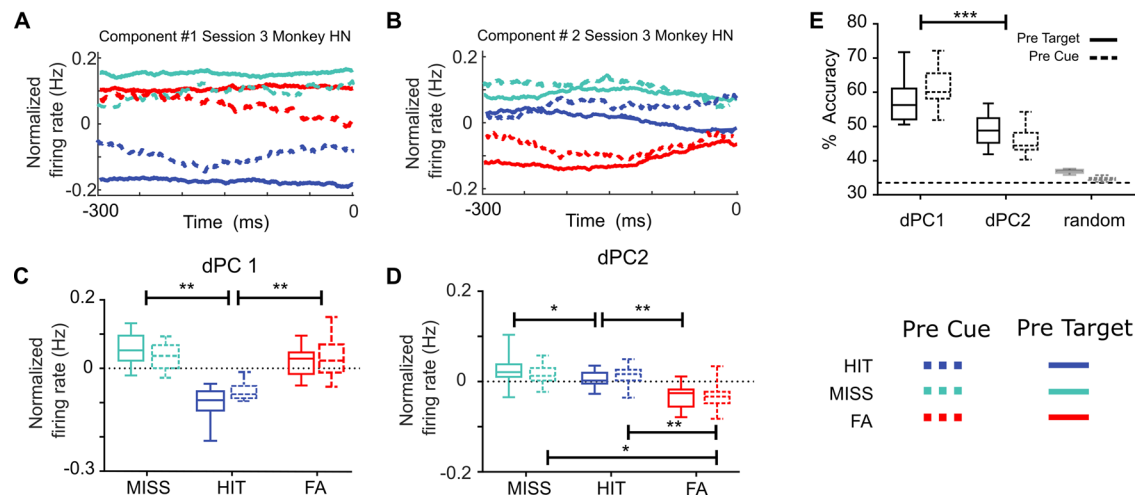 A
Component #1 Session 3 Monkey HN
Normalized
firing rate (Hz)
0.2
0
-0.2
-300
0
Time (ms)
B
Component # 2 Session 3 Monkey HN
Normalized
firing rate (Hz)
0.2
0
-0.2
-300
0
Time (ms)
E
% Accuracy
80
70
60
50
40
30
***
Pre Target
Pre Cue
dPC1
dPC2
random
C
dPC 1
Normalized
firing rate (Hz)
0.2
0
-0.3
**
**
MISS
HIT
FA
D
dPC2
Normalized
firing rate (Hz)
0.2
0
-0.2
*
**
**
*
MISS
HIT
FA
Pre Cue
Pre Target
HIT
MISS
FA